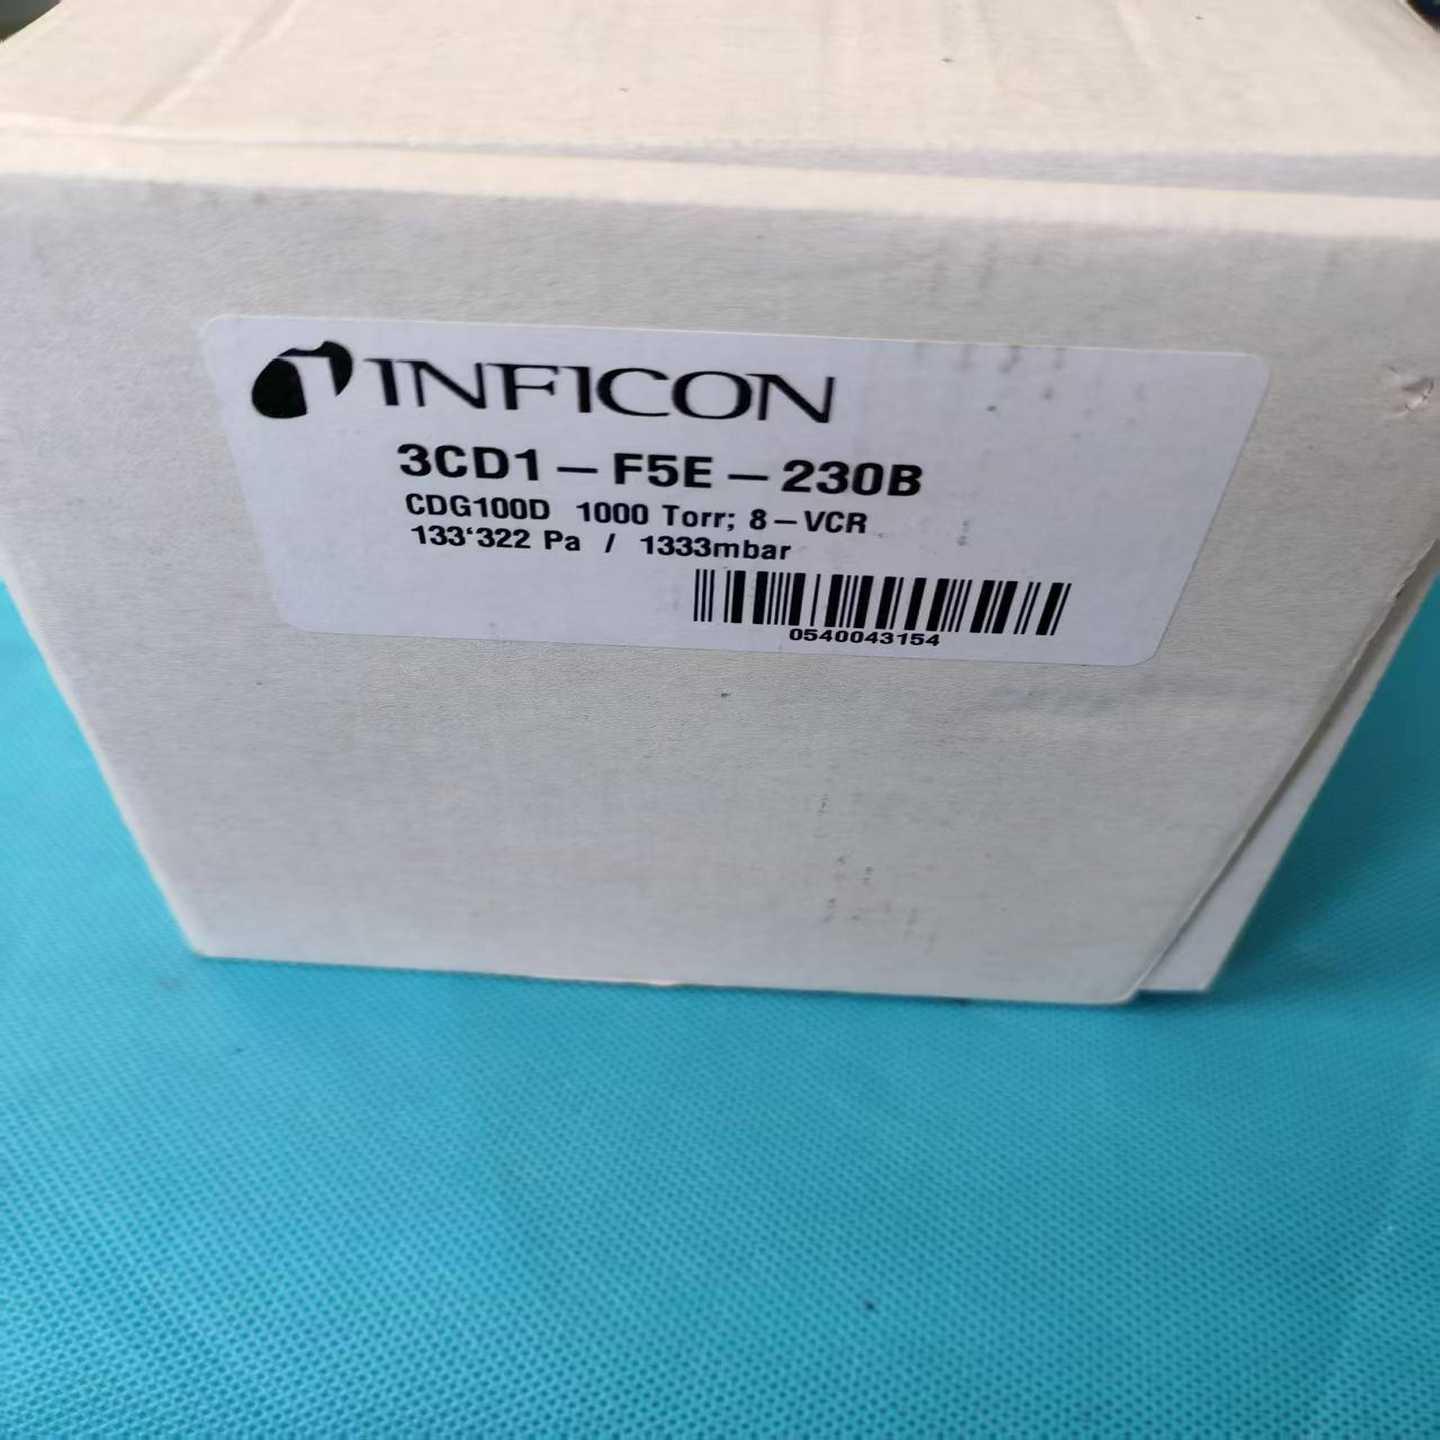 INFICON
3CD1-F5E-230B
CDG100D 1000 Torr; 8-VCR
133‘322 Pa / 1333mbar
0540043154